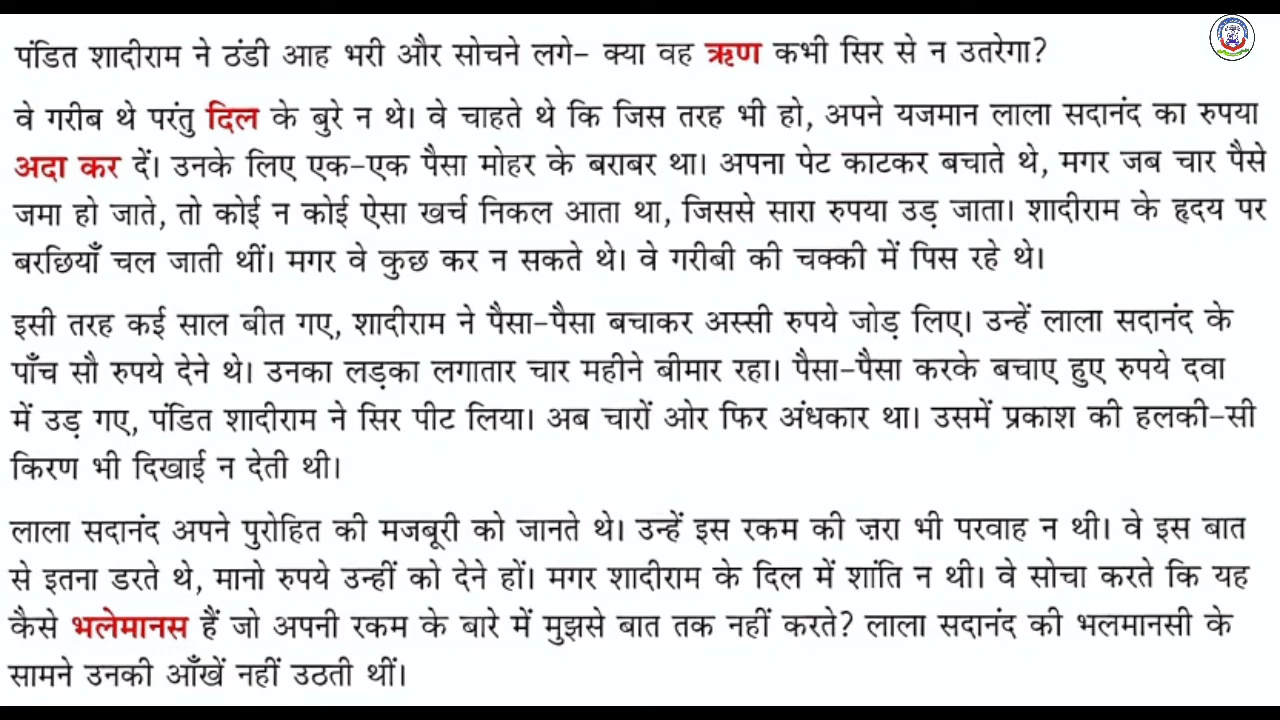 पंडित शादीराम ने ठंडी आह भरी और सोचने लगे– क्या वह ऋण कभी सिर से न उतरेगा?
वे गरीब थे परंतु दिल के बुरे न थे। वे चाहते थे कि जिस तरह भी हो, अपने यजमान लाला सदानंद का रुपया
अदा कर दें। उनके लिए एक–एक पैसा मोहर के बराबर था। अपना पेट काटकर बचाते थे, मगर जब चार पैसे
जमा हो जाते, तो कोई न कोई ऐसा खर्च निकल आता था, जिससे सारा रुपया उड़ जाता। शादीराम के हृदय पर
बरछियाँ चल जाती थीं। मगर वे कुछ कर न सकते थे। वे गरीबी की चक्की में पिस रहे थे।
इसी तरह कई साल बीत गए, शादीराम ने पैसा–पैसा बचाकर अस्सी रुपये जोड़ लिए। उन्हें लाला सदानंद के
पाँच सौ रुपये देने थे। उनका लड़का लगातार चार महीने बीमार रहा। पैसा–पैसा करके बचाए हुए रुपये दवा
में उड़ गए, पंडित शादीराम ने सिर पीट लिया। अब चारों ओर फिर अंधकार था। उसमें प्रकाश की हलकी–सी
किरण भी दिखाई न देती थी।
लाला सदानंद अपने पुरोहित की मजबूरी को जानते थे। उन्हें इस रकम की ज़रा भी परवाह न थी। वे इस बात
से इतना डरते थे, मानो रुपये उन्हीं को देने हों। मगर शादीराम के दिल में शांति न थी। वे सोचा करते कि यह
कैसे भलेमानस हैं जो अपनी रकम के बारे में मुझसे बात तक नहीं करते? लाला सदानंद की भलमानसी के
सामने उनकी आँखें नहीं उठती थीं।